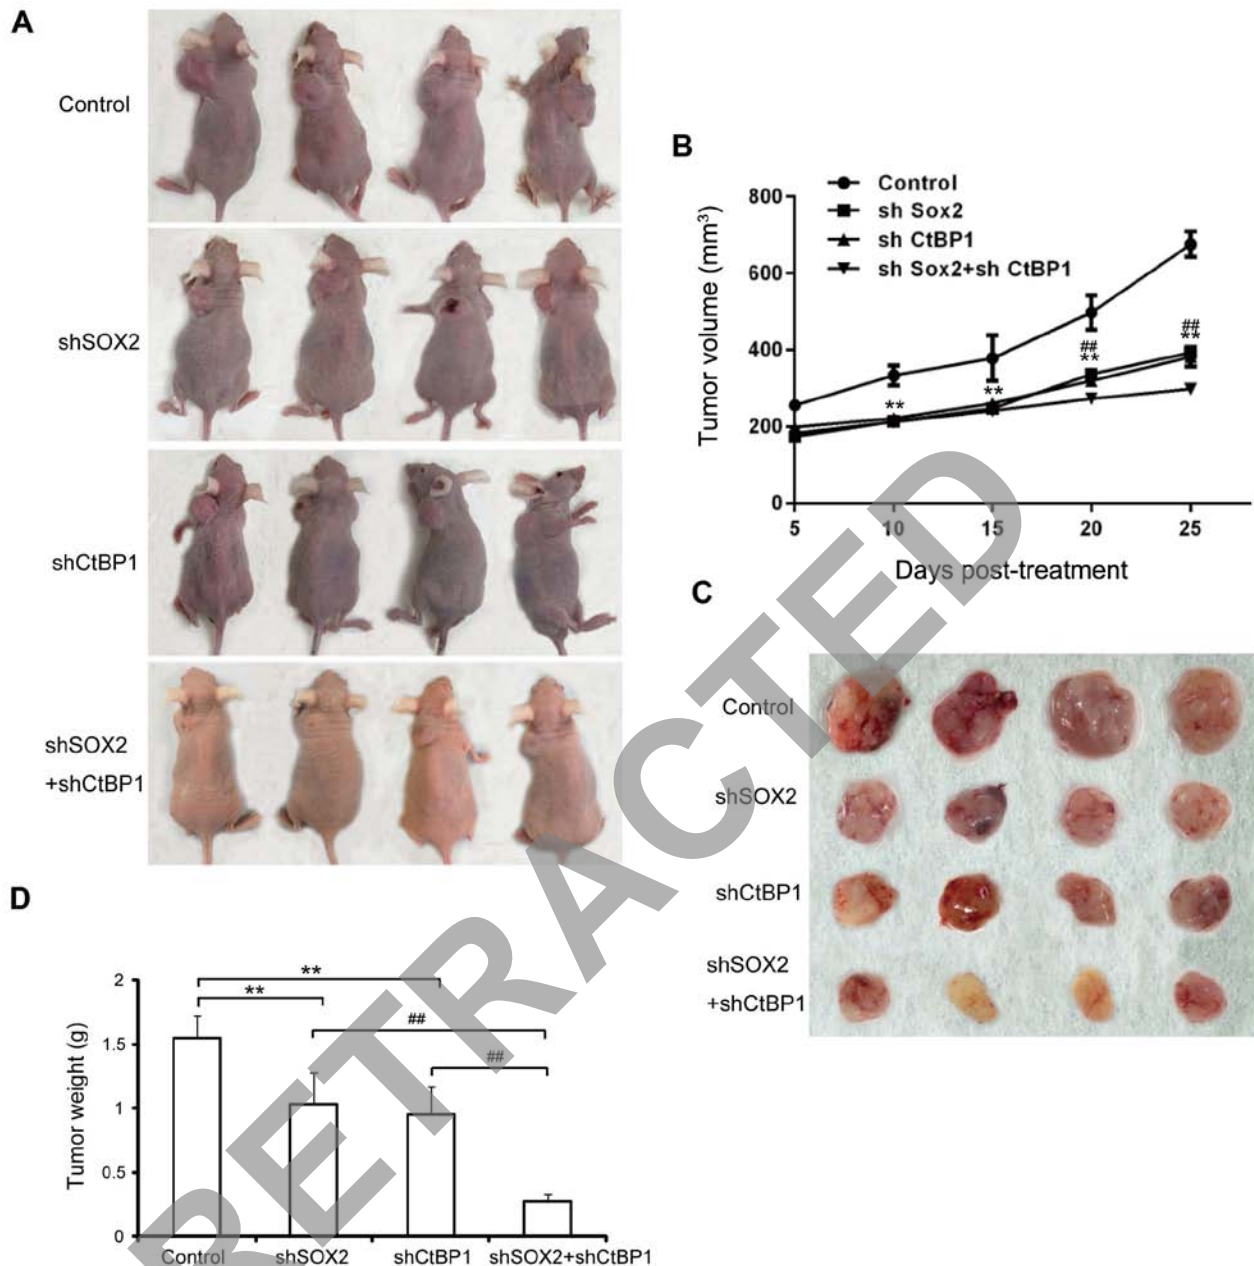 A
Control
shSOX2
shCtBP1
shSOX2
+shCtBP1
B
Control
sh Sox2
sh CtBP1
sh Sox2+sh CtBP1
Tumor volume (mm³)
800
600
400
200
0
** ** ## ** ## **
5 10 15 20 25
Days post-treatment
C
Control
shSOX2
shCtBP1
shSOX2
+shCtBP1
D
Tumor weight (g)
2
1.5
1
0.5
0
**
**
##
##
Control shSOX2 shCtBP1 shSOX2+shCtBP1
RETRACTED